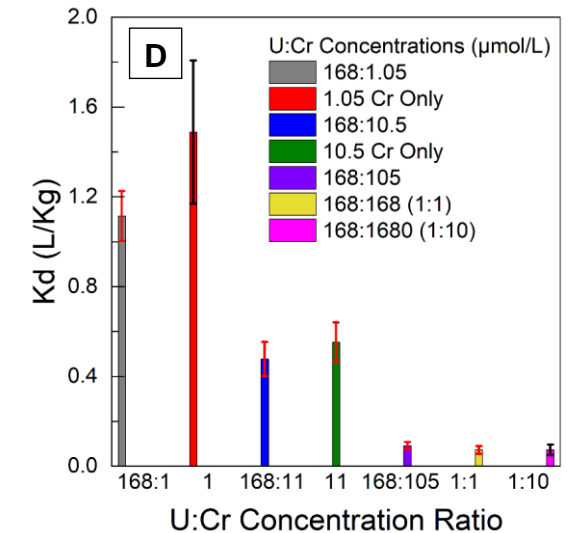 2.0
D
U:Cr Concentrations (µmol/L)
168:1.05
1.05 Cr Only
168:10.5
10.5 Cr Only
168:105
168:168 (1:1)
168:1680 (1:10)
1.6
1.2
0.8
0.4
0.0
Kd (L/Kg)
168:1 1 168:11 11 168:105 1:1 1:10
U:Cr Concentration Ratio